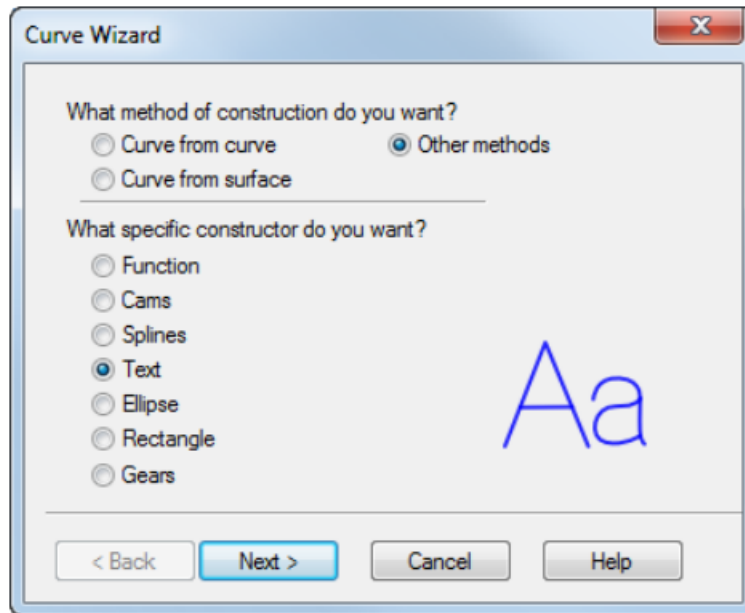 Curve Wizard
What method of construction do you want?
Curve from curve Other methods
Curve from surface
What specific constructor do you want?
Function
Cams
Splines
Text
Ellipse
Rectangle
Gears
Aa
< Back Next > Cancel Help